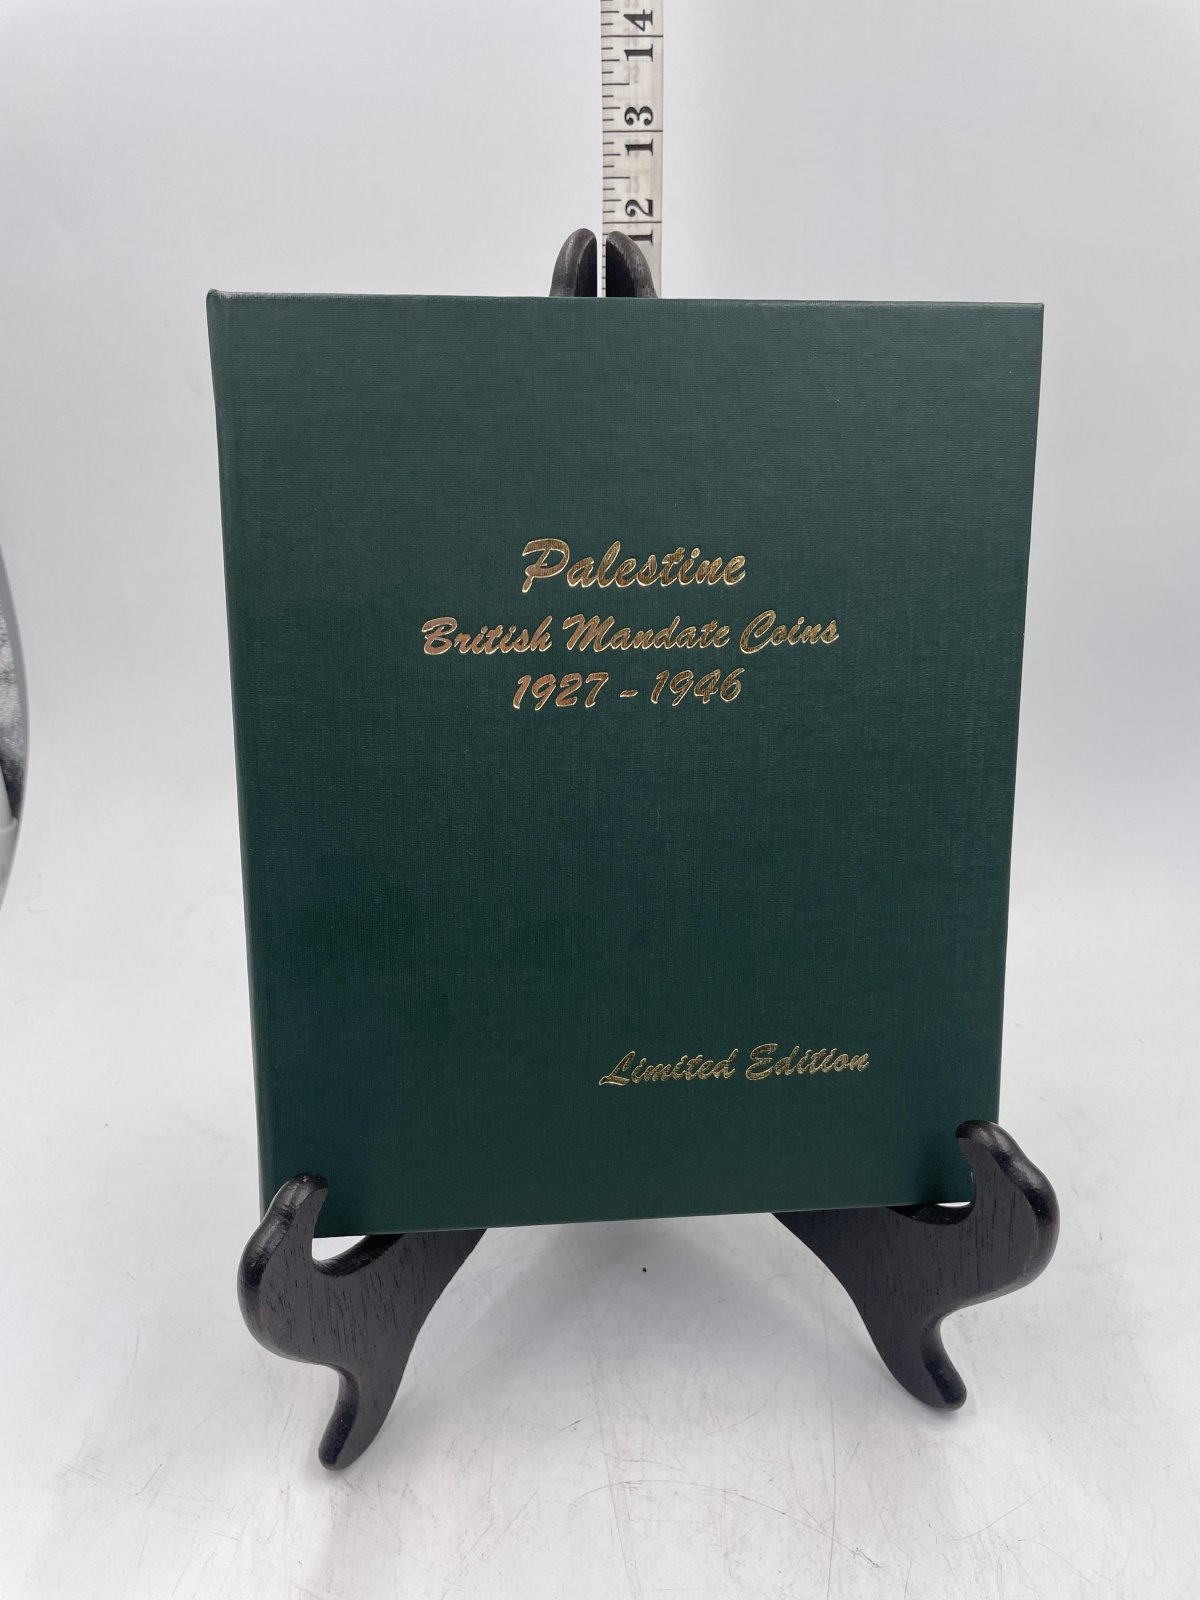 14
13
12
Palestine
British Mandate Coins
1927 - 1946
Limited Edition